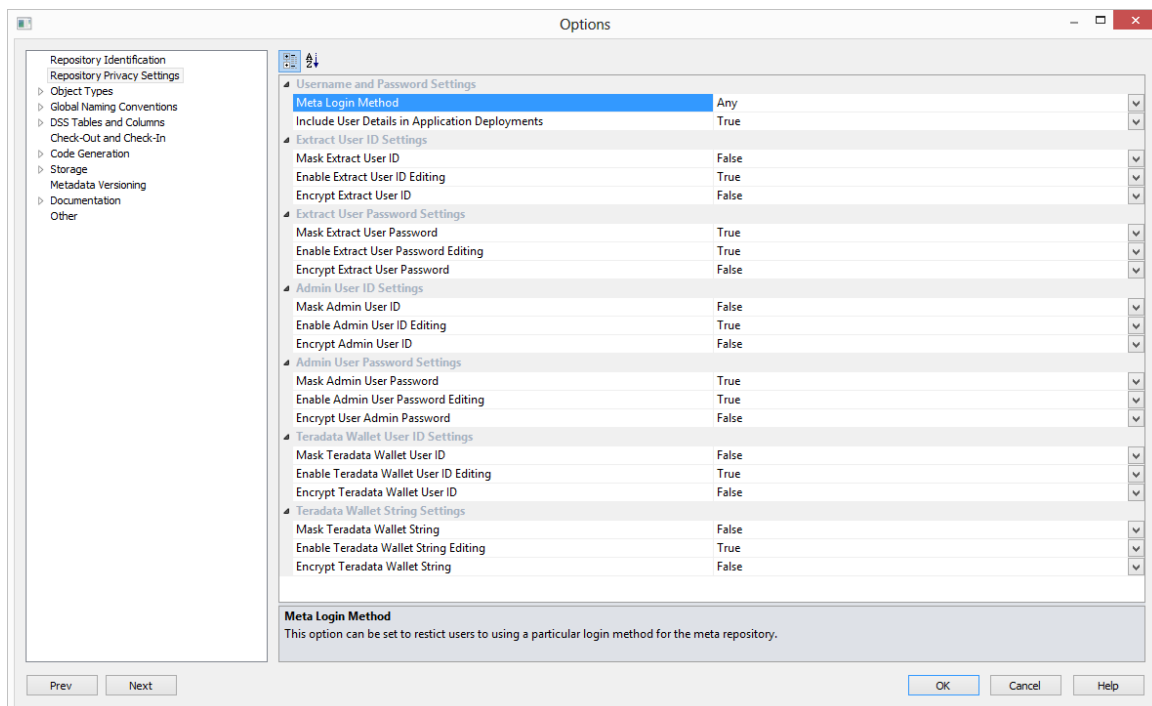 Options
Repository Identification
Repository Privacy Settings
Object Types
Global Naming Conventions
DSS Tables and Columns
Check-Out and Check-In
Code Generation
Storage
Metadata Versioning
Documentation
Other
Username and Password Settings
Meta Login Method Any
Include User Details in Application Deployments True
Extract User ID Settings
Mask Extract User ID False
Enable Extract User ID Editing True
Encrypt Extract User ID False
Extract User Password Settings
Mask Extract User Password True
Enable Extract User Password Editing True
Encrypt Extract User Password False
Admin User ID Settings
Mask Admin User ID False
Enable Admin User ID Editing True
Encrypt Admin User ID False
Admin User Password Settings
Mask Admin User Password True
Enable Admin User Password Editing True
Encrypt User Admin Password False
Teradata Wallet User ID Settings
Mask Teradata Wallet User ID False
Enable Teradata Wallet User ID Editing True
Encrypt Teradata Wallet User ID False
Teradata Wallet String Settings
Mask Teradata Wallet String False
Enable Teradata Wallet String Editing True
Encrypt Teradata Wallet String False
Meta Login Method
This option can be set to restict users to using a particular login method for the meta repository.
Prev Next OK Cancel Help